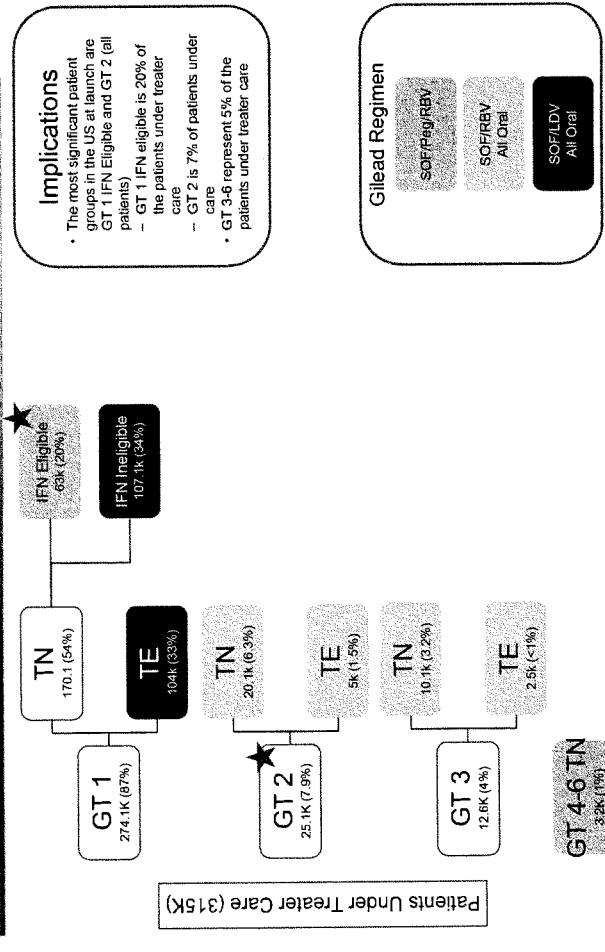 Patients Under Treater Care (315K)
GT 1
274.1K (87%)
TN
170.1 (54%)
IFN Eligible
63k (20%)
IFN Ineligible
107.1k (34%)
TE
104k (33%)
GT 2
25.1K (7.9%)
TN
20.1k (6.3%)
TE
5k (1.5%)
GT 3
12.6K (4%)
TN
10.1k (3.2%)
TE
2.5k (<1%)
GT 4-6 TN
3.2K (1%)
Implications
• The most significant patient
groups in the US at launch are
GT 1 IFN Eligible and GT 2 (all
patients)
– GT 1 IFN eligible is 20% of
the patients under treater
care
– GT 2 is 7% of patients under
care
• GT 3-6 represent 5% of the
patients under treater care
Gilead Regimen
SOF/Peg/RBV
SOF/RBV
All Oral
SOF/LDV
All Oral